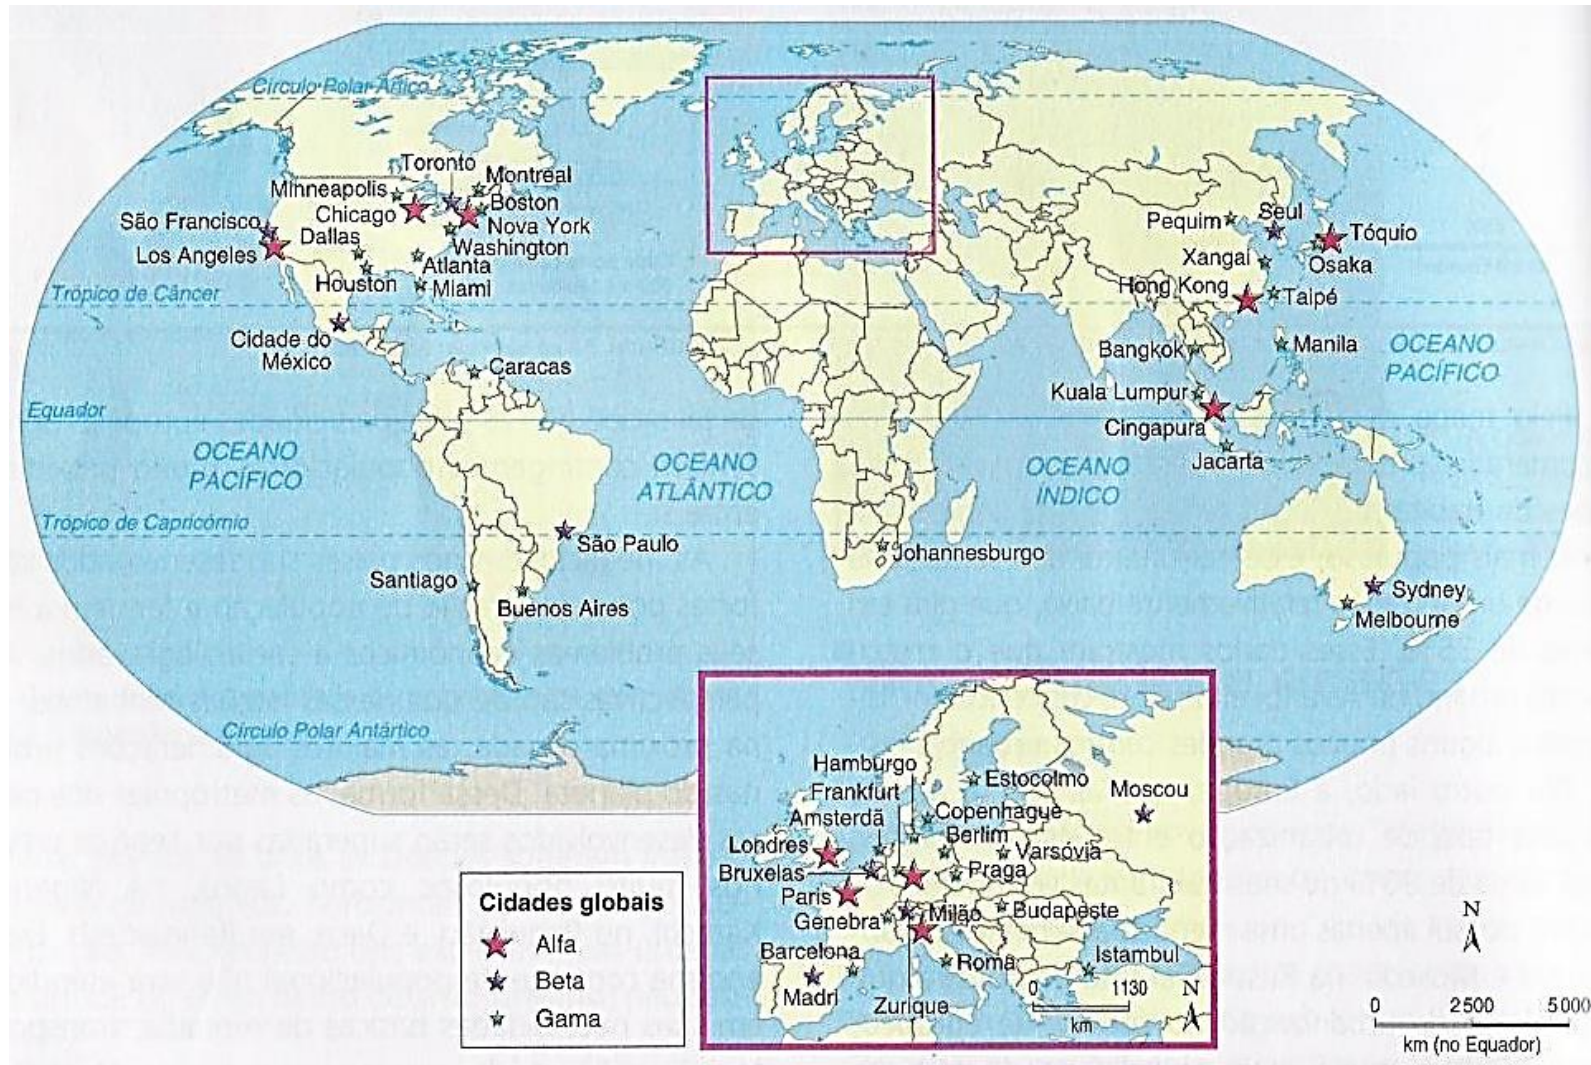 Círculo Polar Ártico
Toronto
Montreal
Minneapolis
Boston
Chicago
Nova York
São Francisco
Dallas
Washington
Los Angeles
Atlanta
Houston
Miami
Trópico de Câncer
Cidade do
México
Caracas
Pequim
Seul
Tóquio
Xangai
Osaka
Hong Kong
Taipé
Bangkok
Manila
OCEANO
PACÍFICO
Kuala Lumpur
Equador
Cingapura
OCEANO
PACÍFICO
OCEANO
ATLÂNTICO
OCEANO
ÍNDICO
Jacarta
Trópico de Capricórnio
São Paulo
Johannesburgo
Santiago
Buenos Aires
Sydney
Melbourne
Círculo Polar Antártico
Hamburgo
Estocolmo
Moscou
Frankfurt
Amsterdã
Copenhague
Londres
Berlim
Varsóvia
Bruxelas
Praga
Paris
Genebra
Milão
Budapeste
Barcelona
Roma
Istambul
Madri
Zurique
0 1130
km
N
Cidades globais
Alfa
Beta
Gama
N
0 2 500 5 000
km (no Equador)